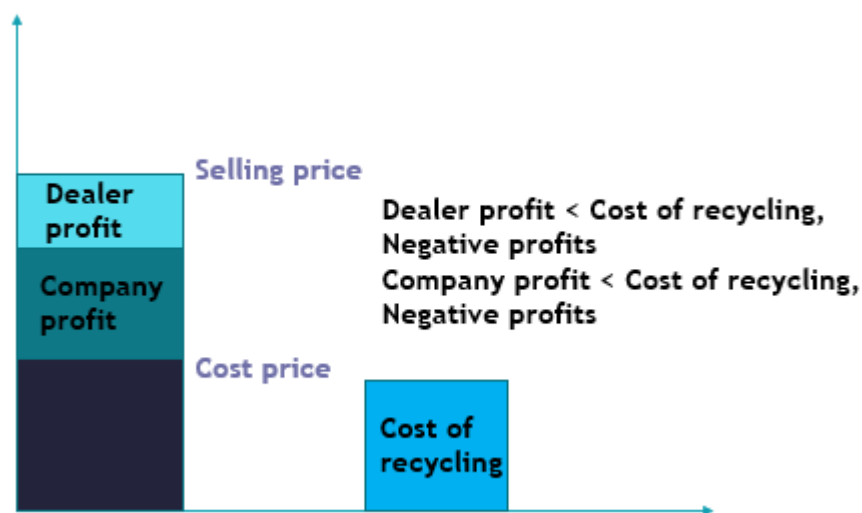 Selling price
Dealer
profit
Company
profit
Cost price
Dealer profit < Cost of recycling,
Negative profits
Company profit < Cost of recycling,
Negative profits
Cost of
recycling